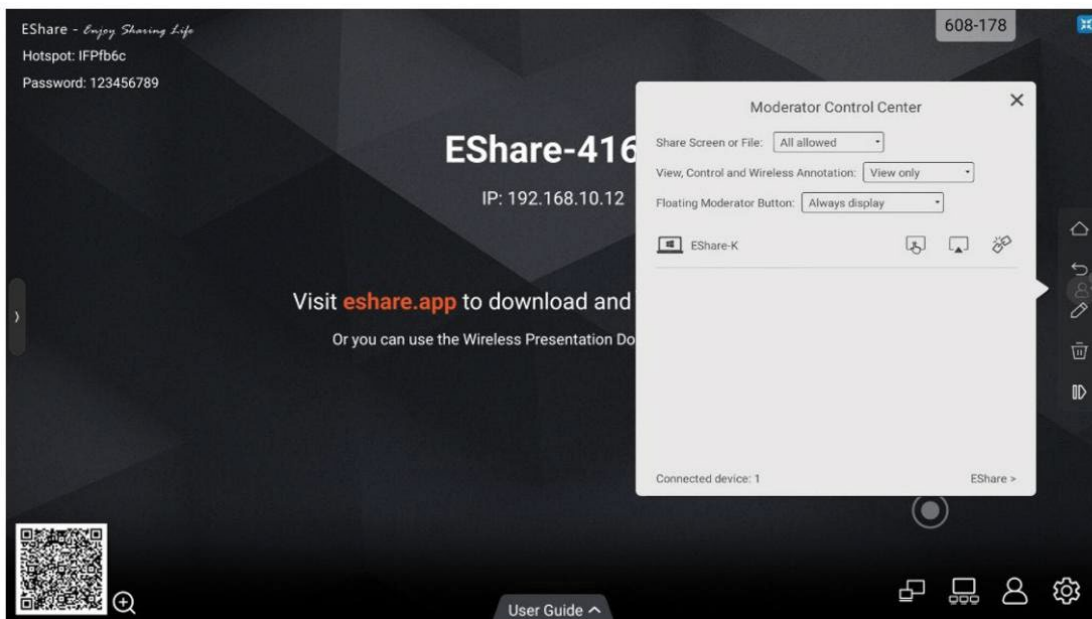 EShare - Enjoy Sharing Life
608-178
Hotspot: IFPfb6c
Password: 123456789
EShare-416
IP: 192.168.10.12
Visit eshare.app to download and
Or you can use the Wireless Presentation Do
Moderator Control Center
Share Screen or File: All allowed
View, Control and Wireless Annotation: View only
Floating Moderator Button: Always display
EShare-K
Connected device: 1
EShare >
User Guide